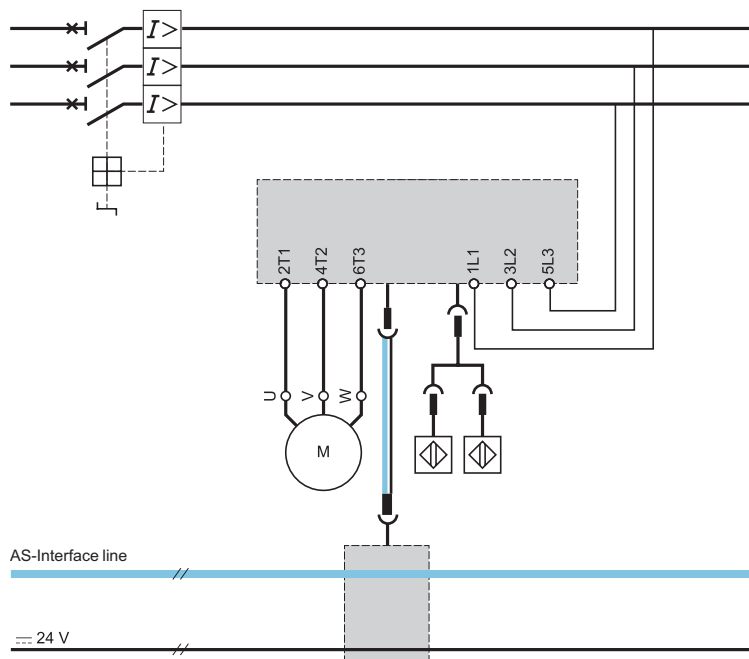 I>
I>
I>
2T1 4T2 6T3 1L1 3L2 5L3
U V W
M
AS-Interface line
24 V